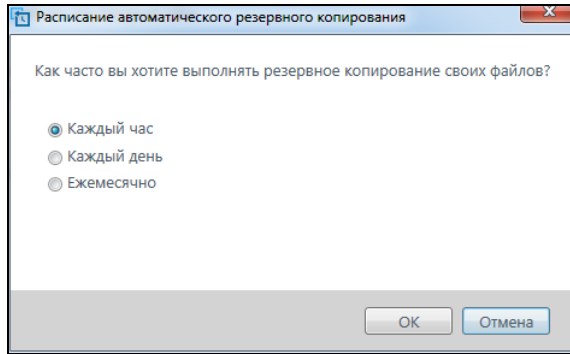 Расписание автоматического резервного копирования
Как часто вы хотите выполнять резервное копирование своих файлов?
Каждый час
Каждый день
Ежемесячно
OK
Отмена